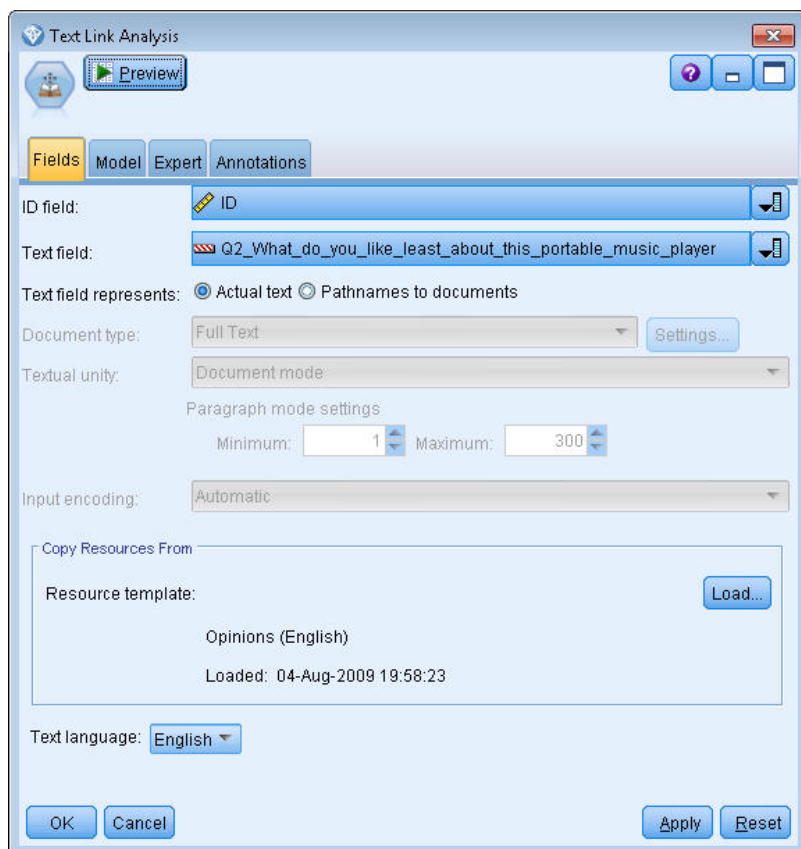 Text Link Analysis
Preview
Fields Model Expert Annotations
ID field: ID
Text field: Q2_What_do_you_like_least_about_this_portable_music_player
Text field represents: Actual text Pathnames to documents
Document type: Full Text Settings...
Textual unity: Document mode
Paragraph mode settings
Minimum: 1 Maximum: 300
Input encoding: Automatic
Copy Resources From
Resource template: Load...
Opinions (English)
Loaded: 04-Aug-2009 19:58:23
Text language: English
OK Cancel Apply Reset